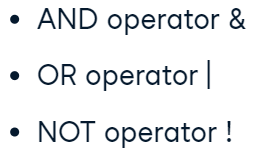 • AND operator &
• OR operator |
• NOT operator !